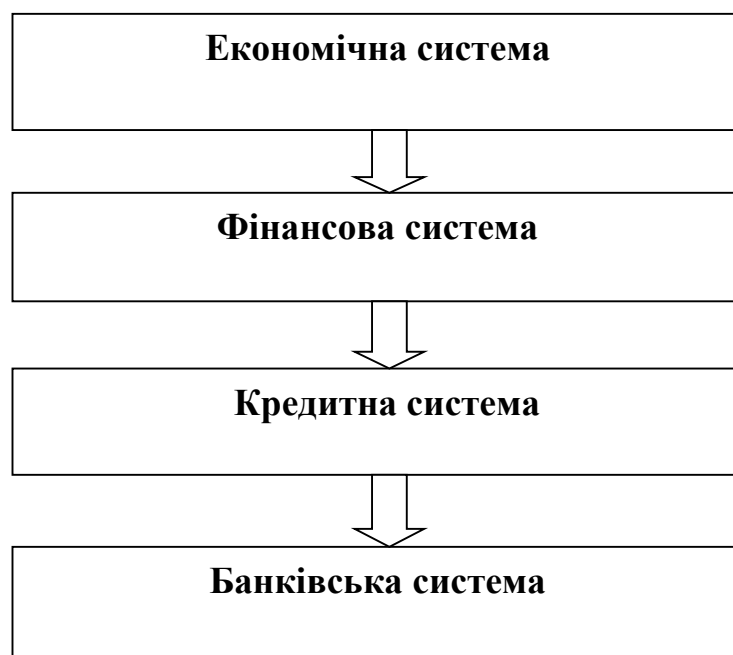 Економічна система
Фінансова система
Кредитна система
Банківська система